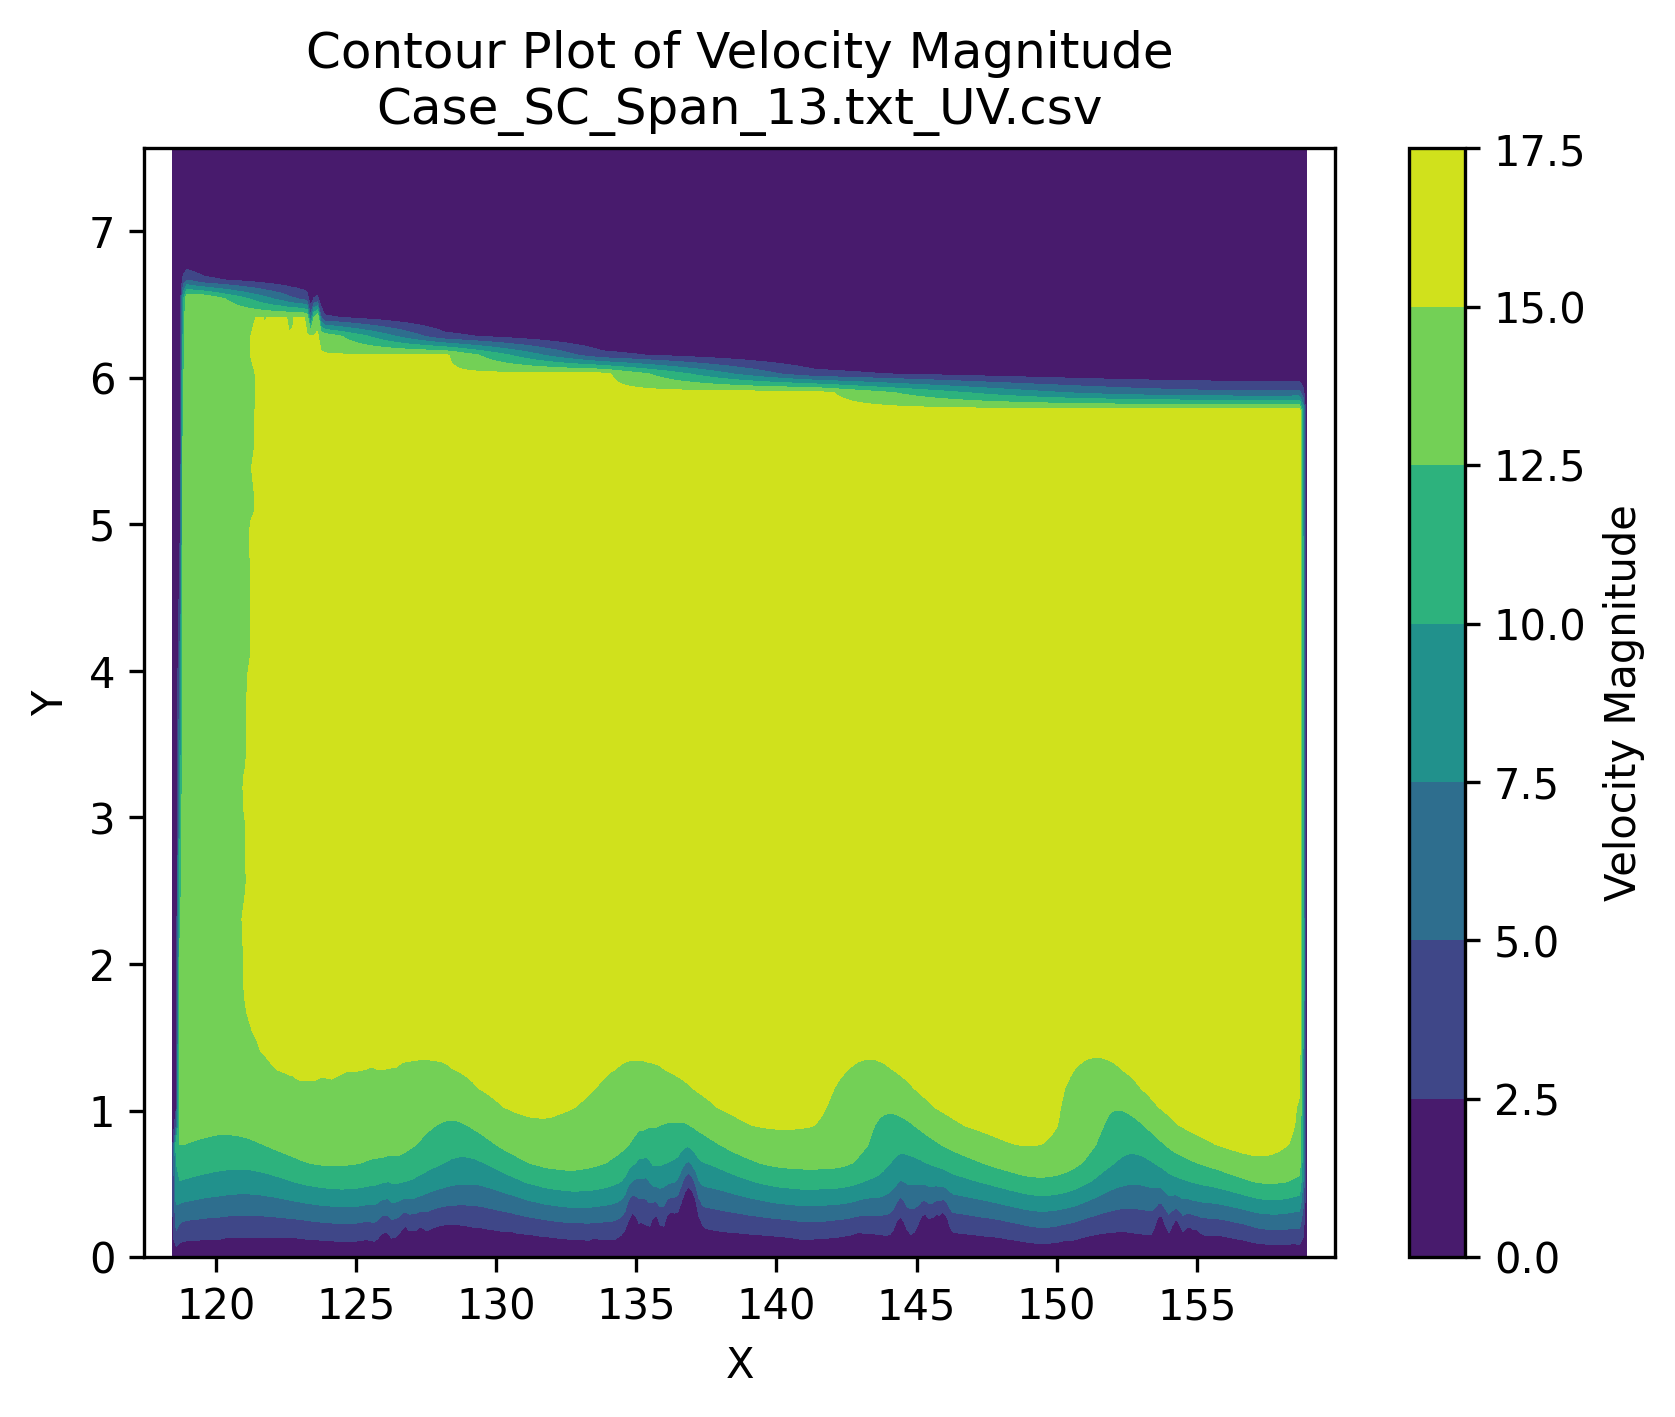 Contour Plot of Velocity Magnitude
Case_SC_Span_13.txt_UV.csv
7
6
5
4
3
2
1
0
Y
120 125 130 135 140 145 150 155
X
17.5
15.0
12.5
10.0
7.5
5.0
2.5
0.0
Velocity Magnitude